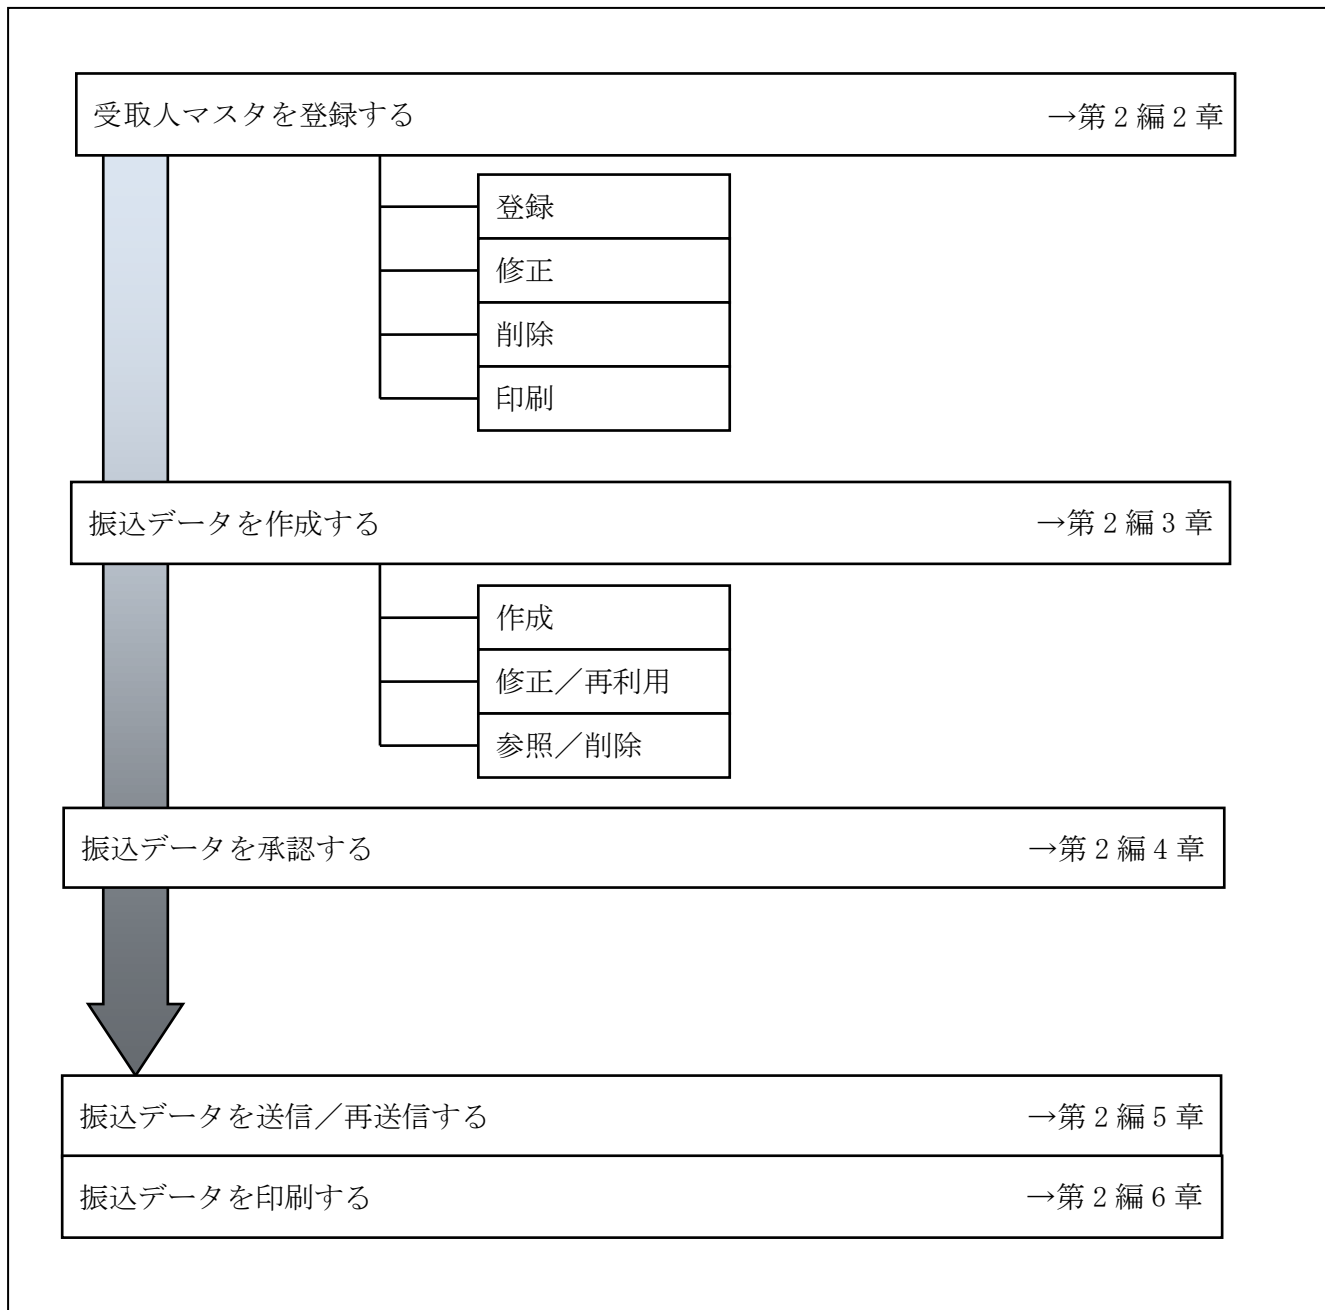 受取人マスタを登録する →第2編2章
登録
修正
削除
印刷
振込データを作成する →第2編3章
作成
修正／再利用
参照／削除
振込データを承認する →第2編4章
振込データを送信／再送信する →第2編5章
振込データを印刷する →第2編6章